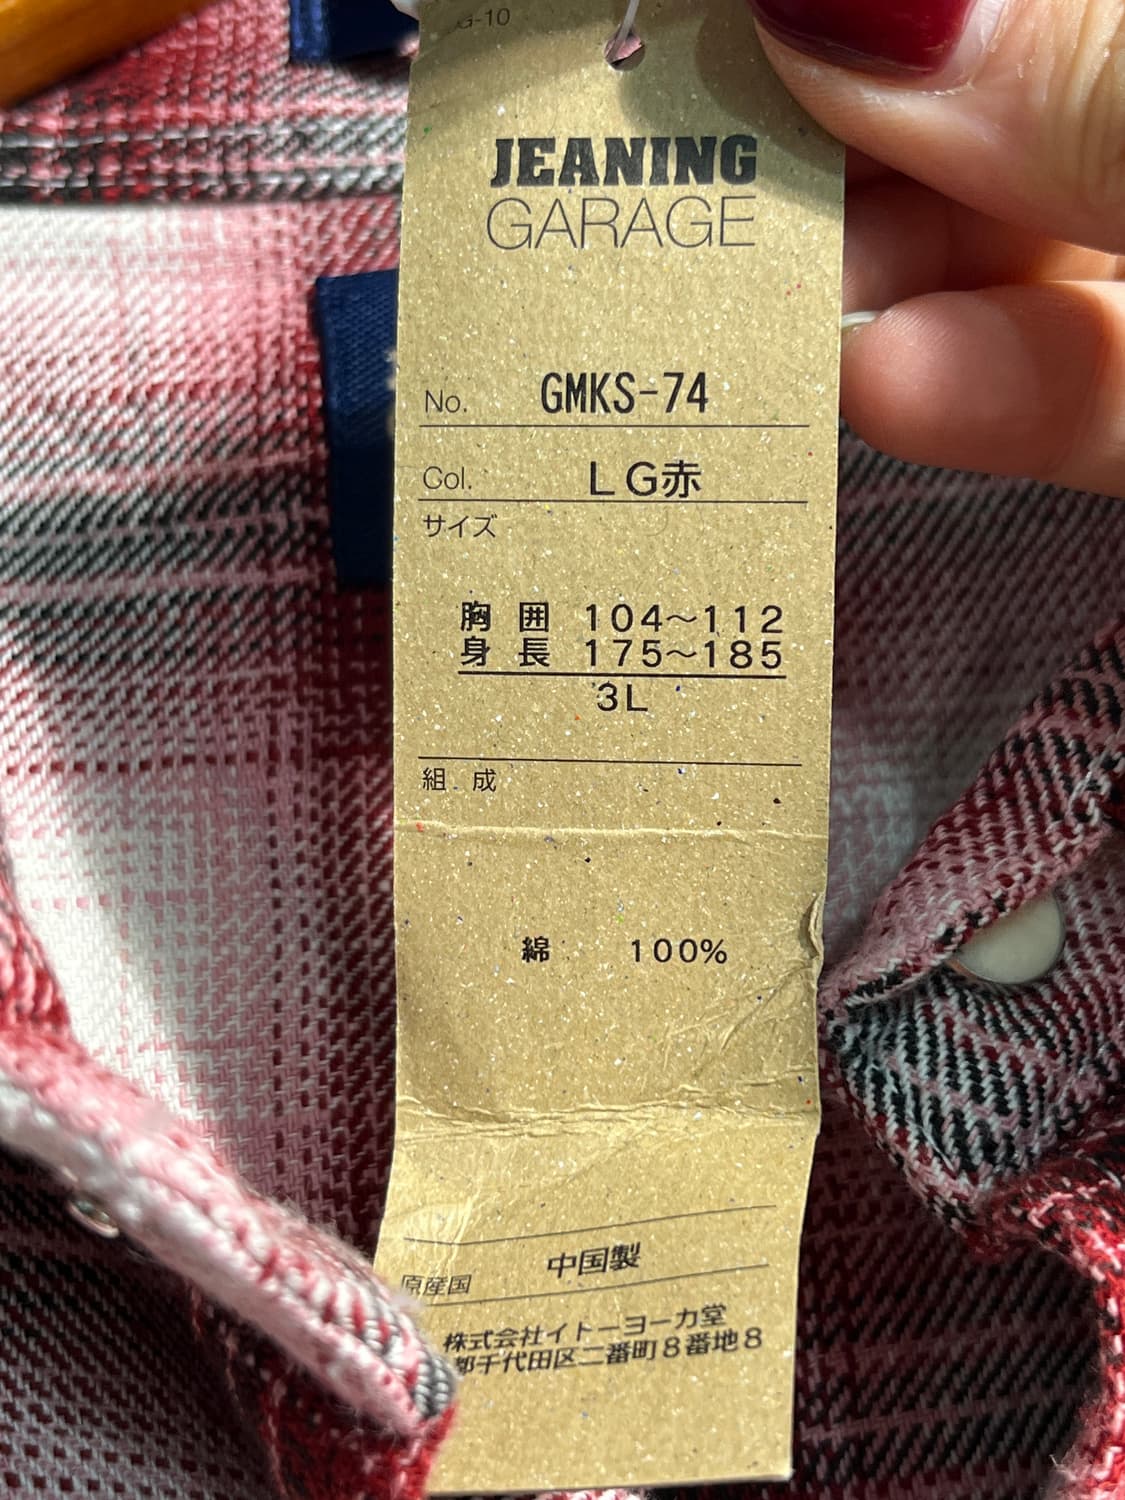 G-10
JEANING
GARAGE
No. GMKS-74
Col. LG赤
サイズ
胸囲 104～112
身長 175～185
3L
組成
綿 100%
原産国 中国製
株式会社イトーヨーカ堂
都千代田区二番町8番地8